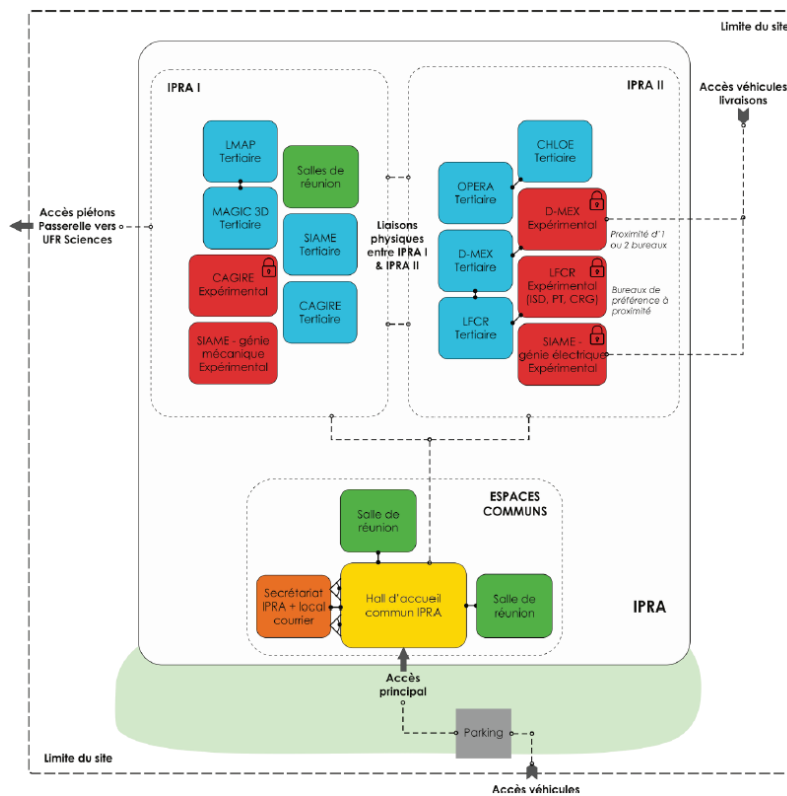 Limite du site
IPRA I
IPRA II
Accès véhicules
livraisons
LMAP
Tertiaire
Salles de
réunion
CHLOE
Tertiaire
OPERA
Tertiaire
MAGIC 3D
Tertiaire
D-MEX
Expérimental
Accès piétons
Passerelle vers
UFR Sciences
Liaisons
physiques
entre IPRA I
& IPRA II
SIAME
Tertiaire
D-MEX
Tertiaire
Proximité d'1
ou 2 bureaux
CAGIRE
Expérimental
LFCR
Expérimental
(ISD, PT, CRG)
Bureaux de
préférence à
proximité
CAGIRE
Tertiaire
LFCR
Tertiaire
SIAME - génie
mécanique
Expérimental
SIAME -
génie électrique
Expérimental
ESPACES
COMMUNS
Salle de
réunion
Secrétariat
IPRA + local
courrier
Hall d'accueil
commun IPRA
Salle de
réunion
IPRA
Accès
principal
Parking
Limite du site
Accès véhicules